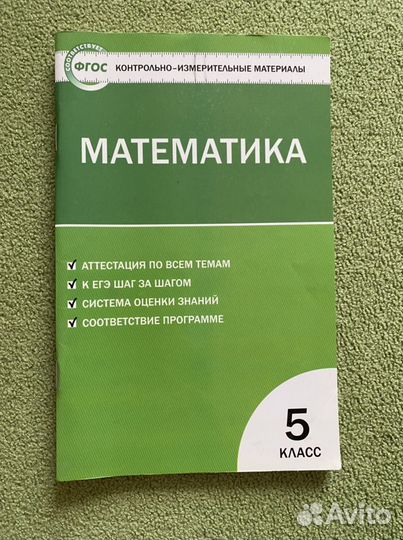 СООТВЕТСТВУЕТ
ФГОС
КОНТРОЛЬНО-ИЗМЕРИТЕЛЬНЫЕ МАТЕРИАЛЫ
МАТЕМАТИКА
АТТЕСТАЦИЯ ПО ВСЕМ ТЕМАМ
К ЕГЭ ШАГ ЗА ШАГОМ
СИСТЕМА ОЦЕНКИ ЗНАНИЙ
СООТВЕТСТВИЕ ПРОГРАММЕ
5
КЛАСС
Avito